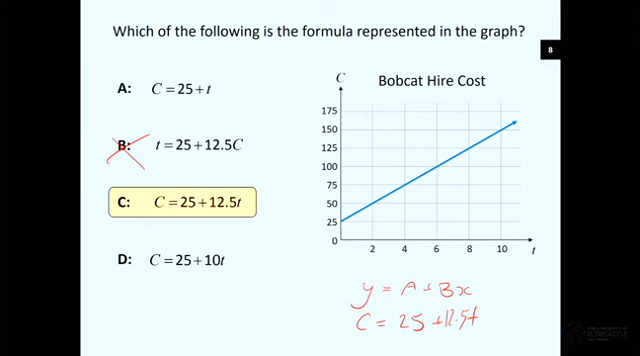 Which of the following is the formula represented in the graph?
8
A: C = 25 + t
B: t = 25 + 12.5C
C: C = 25 + 12.5t
D: C = 25 + 10t
C
Bobcat Hire Cost
175
150
125
100
75
50
25
0
2 4 6 8 10 t
y = A + Bx
C = 25 + 12.5t